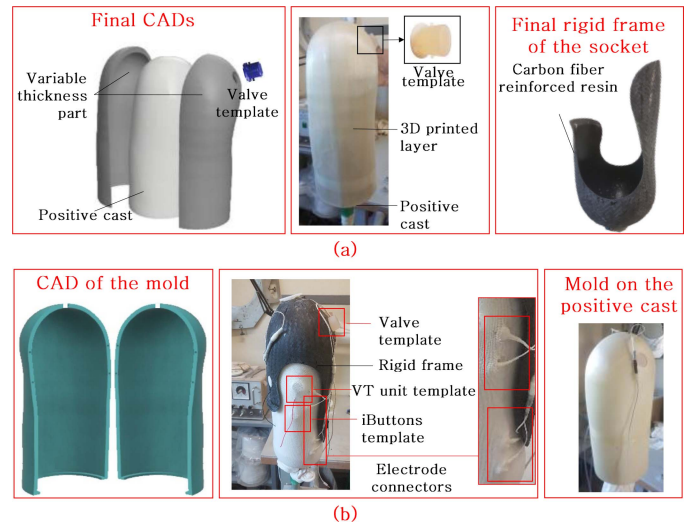 Final CADs
Variable
thickness
part
Valve
template
Positive cast
Valve
template
3D printed
layer
Positive
cast
Final rigid frame
of the socket
Carbon fiber
reinforced resin
(a)
CAD of the mold
Valve
template
Rigid frame
VT unit template
iButtons
template
Electrode
connectors
Mold on the
positive cast
(b)